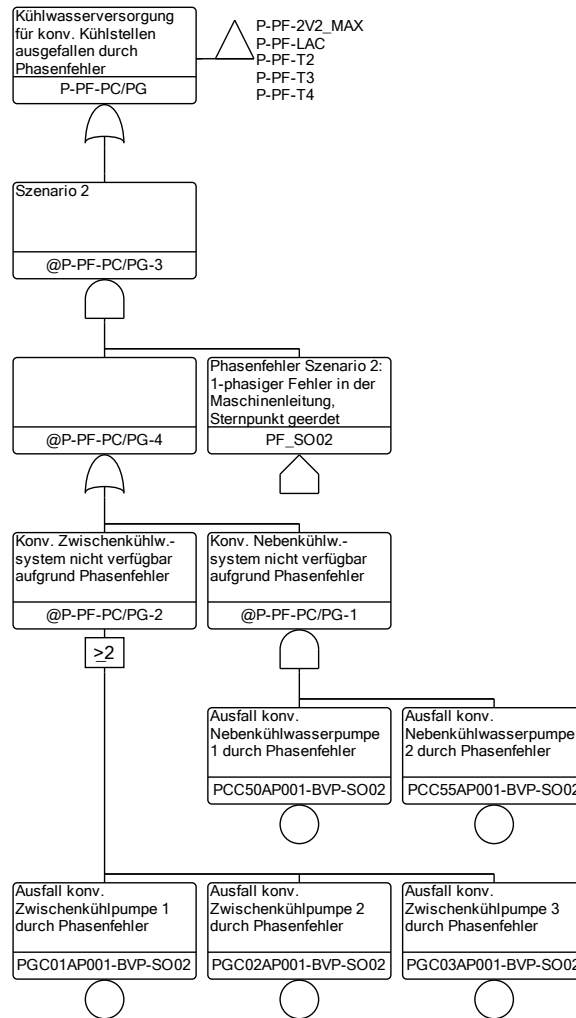 Kühlwasserversorgung
für konv. Kühlstellen
ausgefallen durch
Phasenfehler
P-PF-PC/PG
P-PF-2V2_MAX
P-PF-LAC
P-PF-T2
P-PF-T3
P-PF-T4
Szenario 2
@P-PF-PC/PG-3
@P-PF-PC/PG-4
Phasenfehler Szenario 2:
1-phasiger Fehler in der
Maschinenleitung,
Sternpunkt geerdet
PF_SO02
Konv. Zwischenkühlw.-
system nicht verfügbar
aufgrund Phasenfehler
@P-PF-PC/PG-2
Konv. Nebenkühlw.-
system nicht verfügbar
aufgrund Phasenfehler
@P-PF-PC/PG-1
≥2
Ausfall konv.
Nebenkühlwasserpumpe
1 durch Phasenfehler
PCC50AP001-BVP-SO02
Ausfall konv.
Nebenkühlwasserpumpe
2 durch Phasenfehler
PCC55AP001-BVP-SO02
Ausfall konv.
Zwischenkühlpumpe 1
durch Phasenfehler
PGC01AP001-BVP-SO02
Ausfall konv.
Zwischenkühlpumpe 2
durch Phasenfehler
PGC02AP001-BVP-SO02
Ausfall konv.
Zwischenkühlpumpe 3
durch Phasenfehler
PGC03AP001-BVP-SO02